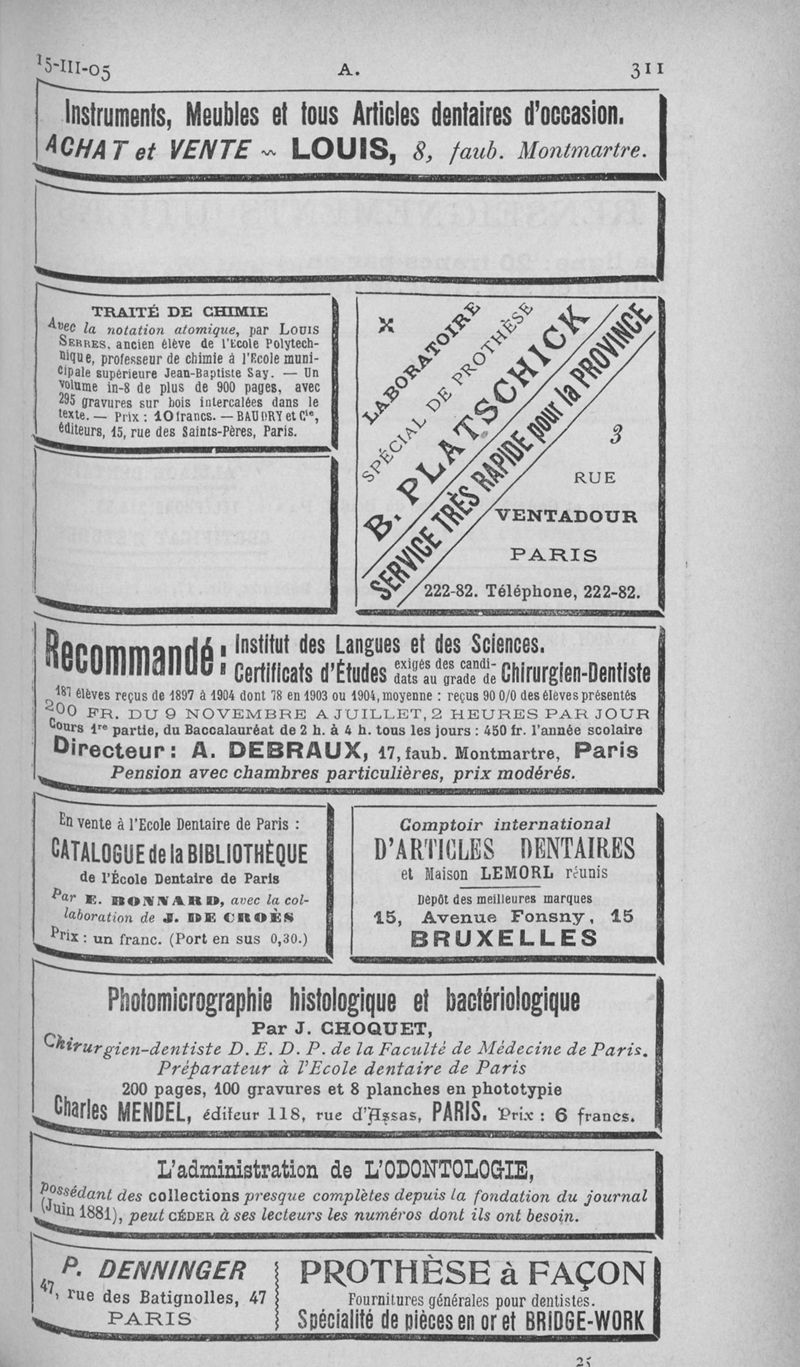 15-III-05 A. 311
Instruments, Meubles et tous Articles dentaires d'occasion.
ACHAT et VENTE ~ LOUIS, 8, faub. Montmartre.
TRAITÉ DE CHIMIE
Avec la notation atomique, par LOUIS
SERRES, ancien élève de l'Ecole Polytech-
nique, professeur de chimie à l'Ecole muni-
cipale supérieure Jean-Baptiste Say. — Un
volume in-8 de plus de 900 pages, avec
295 gravures sur bois intercalées dans le
texte. — Prix : 10 francs. — BAUDRY et Cie,
éditeurs, 15, rue des Saints-Pères, Paris.
LABORATOIRE
SPÉCIAL DE PROTHÈSE
B. PLATSCHICK
SERVICE TRÈS RAPIDE pour la PROVINCE
3
RUE
VENTADOUR
PARIS
222-82. Téléphone, 222-82.
Recommandé : Institut des Langues et des Sciences.
Certificats d'Études exigés des candi-dats au grade de Chirurgien-Dentiste
187 élèves reçus de 1897 à 1904 dont 78 en 1903 ou 1904, moyenne : reçus 90 0/0 des élèves présentés
200 FR. DU 9 NOVEMBRE A JUILLET, 2 HEURES PAR JOUR
Cours 1re partie, du Baccalauréat de 2 h. à 4 h. tous les jours : 450 fr. l'année scolaire
Directeur : A. DEBRAUX, 17, faub. Montmartre, Paris
Pension avec chambres particulières, prix modérés.
En vente à l'Ecole Dentaire de Paris :
CATALOGUE de la BIBLIOTHÈQUE
de l'École Dentaire de Paris
Par E. BONNARD, avec la col-
laboration de J. DE CROÈS
Prix : un franc. (Port en sus 0,30.)
Comptoir international
D'ARTICLES DENTAIRES
et Maison LEMORL réunis
Dépôt des meilleures marques
15, Avenue Fonsny, 15
BRUXELLES
Photomicrographie histologique et bactériologique
Par J. CHOQUET,
Chirurgien-dentiste D. E. D. P. de la Faculté de Médecine de Paris.
Préparateur à l'Ecole dentaire de Paris
200 pages, 100 gravures et 8 planches en phototypie
Charles MENDEL, éditeur 118, rue d'Assas, PARIS. Prix : 6 francs.
L'administration de L'ODONTOLOGIE,
possédant des collections presque complètes depuis la fondation du journal
(Juin 1881), peut CÉDER à ses lecteurs les numéros dont ils ont besoin.
P. DENNINGER
47, rue des Batignolles, 47
PARIS
PROTHÈSE à FAÇON
Fournitures générales pour dentistes.
Spécialité de pièces en or et BRIDGE-WORK